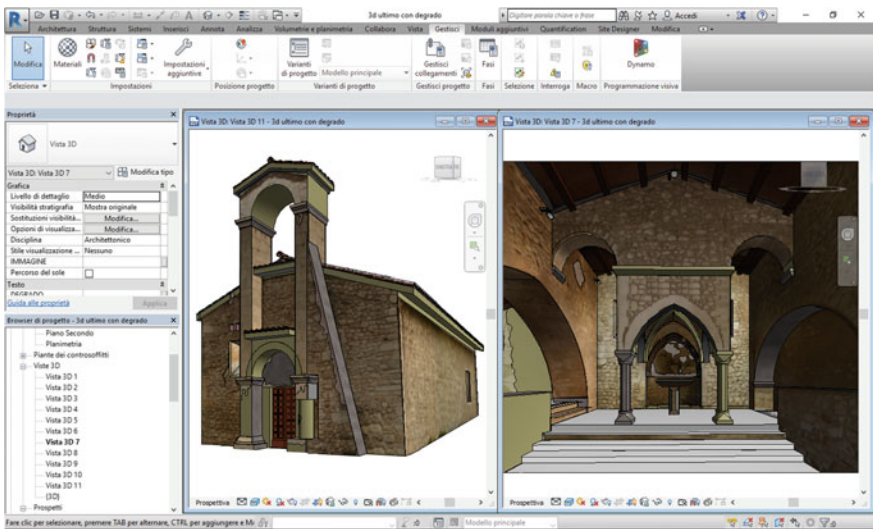 3d ultimo con degrado
Digitare parola chiave o frase
Accedi
Architettura Struttura Sistemi Inserisci Annota Analizza Volumetrie e planimetria Collabora Vista Gestisci Moduli aggiuntivi Quantification Site Designer Modifica
Modifica
Materiali
Impostazioni aggiuntive
Varianti di progetto
Modello principale
Gestisci collegamenti
Fasi
Dynamo
Seleziona Impostazioni Posizione progetto Varianti di progetto Gestisci progetto Fasi Selezione Interroga Macro Programmazione visiva
Proprietà
Vista 3D
Vista 3D: Vista 3D 7 Modifica tipo
Grafica
Livello di dettaglio Medio
Visibilità stratigrafia Mostra originale
Sostituzioni visibilità... Modifica...
Opzioni di visualizza... Modifica...
Disciplina Architettonico
Stile visualizzazione ... Nessuno
IMMAGINE
Percorso del sole
Testo
DEGRADO
Guida alle proprietà Applica
Browser di progetto - 3d ultimo con degrado
Piano Secondo
Planimetria
Piante dei controsoffitti
Viste 3D
Vista 3D 1
Vista 3D 2
Vista 3D 3
Vista 3D 4
Vista 3D 5
Vista 3D 6
Vista 3D 7
Vista 3D 8
Vista 3D 9
Vista 3D 10
Vista 3D 11
{3D}
Prospetti
Vista 3D: Vista 3D 11 - 3d ultimo con degrado
Prospettiva
Vista 3D: Vista 3D 7 - 3d ultimo con degrado
Prospettiva
Fare clic per selezionare, premere TAB per alternare, CTRL per aggiungere e M
:0
Modello principale